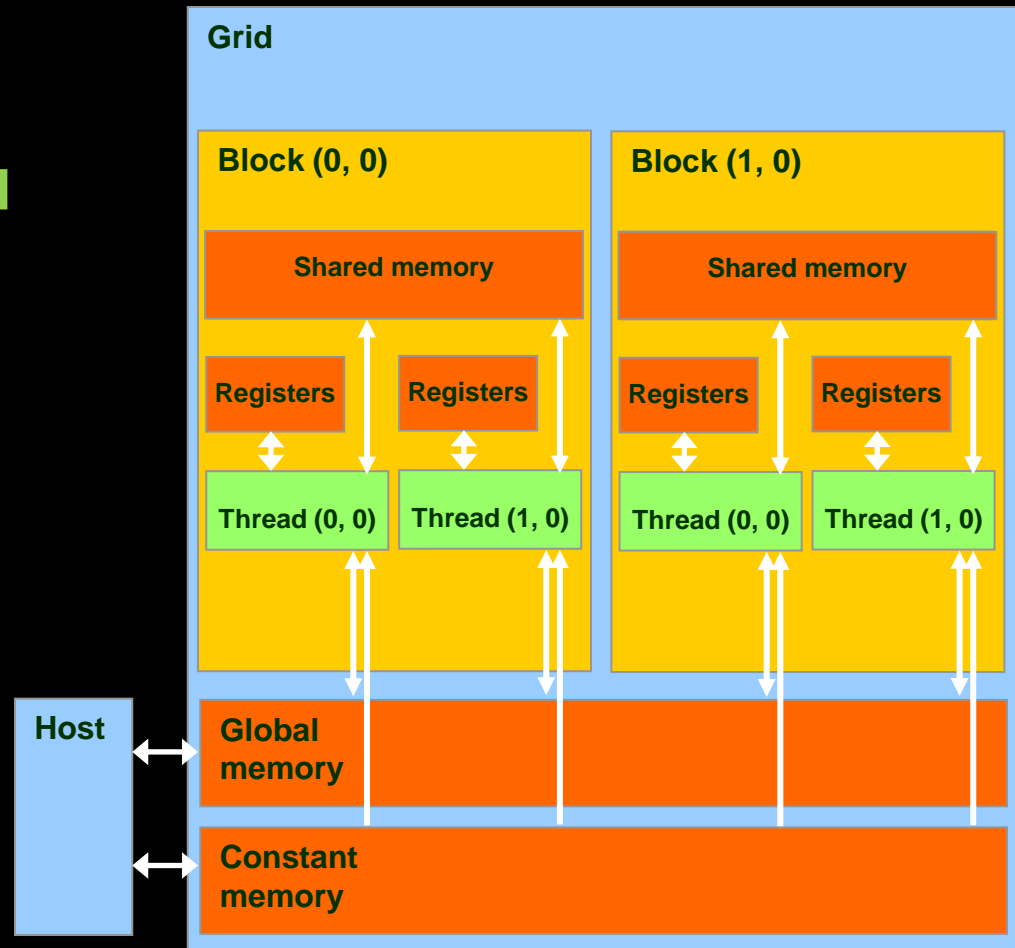 Grid
Block (0, 0)
Block (1, 0)
Shared memory
Shared memory
Registers
Registers
Registers
Registers
Thread (0, 0)
Thread (1, 0)
Thread (0, 0)
Thread (1, 0)
Host
Global
memory
Constant
memory